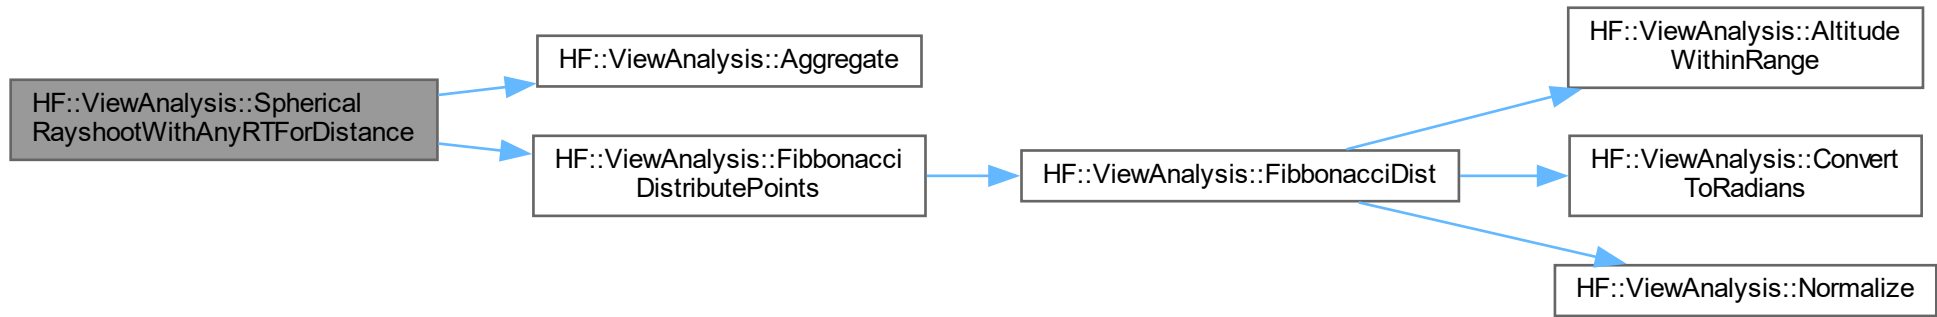 HF::ViewAnalysis::Spherical
RayshootWithAnyRTForDistance
HF::ViewAnalysis::Aggregate
HF::ViewAnalysis::Fibbonacci
DistributePoints
HF::ViewAnalysis::FibbonacciDist
HF::ViewAnalysis::Altitude
WithinRange
HF::ViewAnalysis::Convert
ToRadians
HF::ViewAnalysis::Normalize